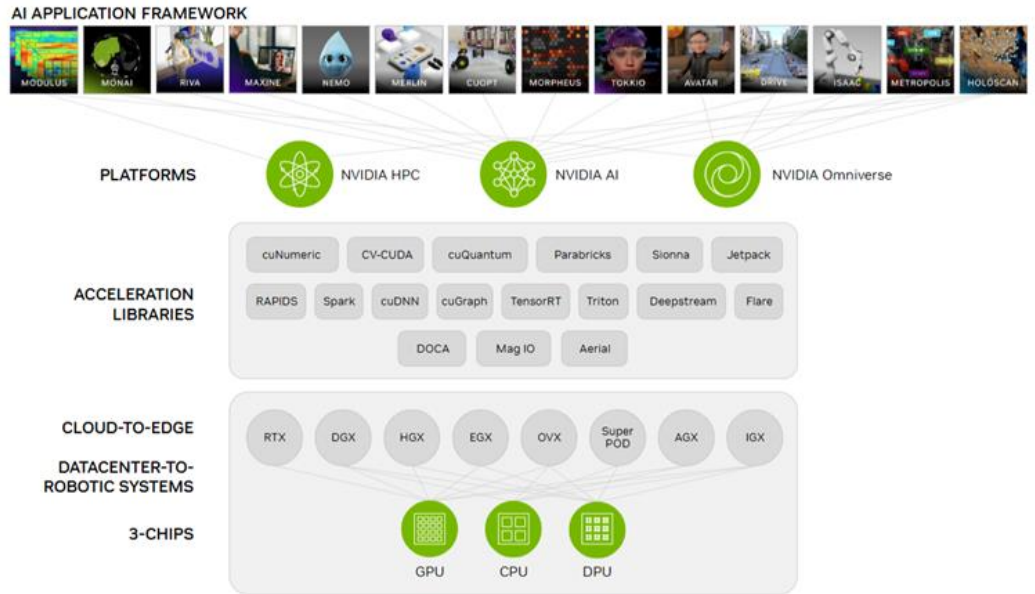 AI APPLICATION FRAMEWORK
MODULUS MONAI RIVA MAXINE NEMO MERLIN CUOPT MORPHEUS TOKKIO AVATAR DRIVE ISAAC METROPOLIS HOLOSCAN
PLATFORMS NVIDIA HPC NVIDIA AI NVIDIA Omniverse
cuNumeric CV-CUDA cuQuantum Parabricks Sionna Jetpack
ACCELERATION
LIBRARIES
RAPIDS Spark cuDNN cuGraph TensorRT Triton Deepstream Flare
DOCA Mag IO Aerial
CLOUD-TO-EDGE
RTX DGX HGX EGX OVX Super
POD AGX IGX
DATACENTER-TO-
ROBOTIC SYSTEMS
3-CHIPS
GPU CPU DPU